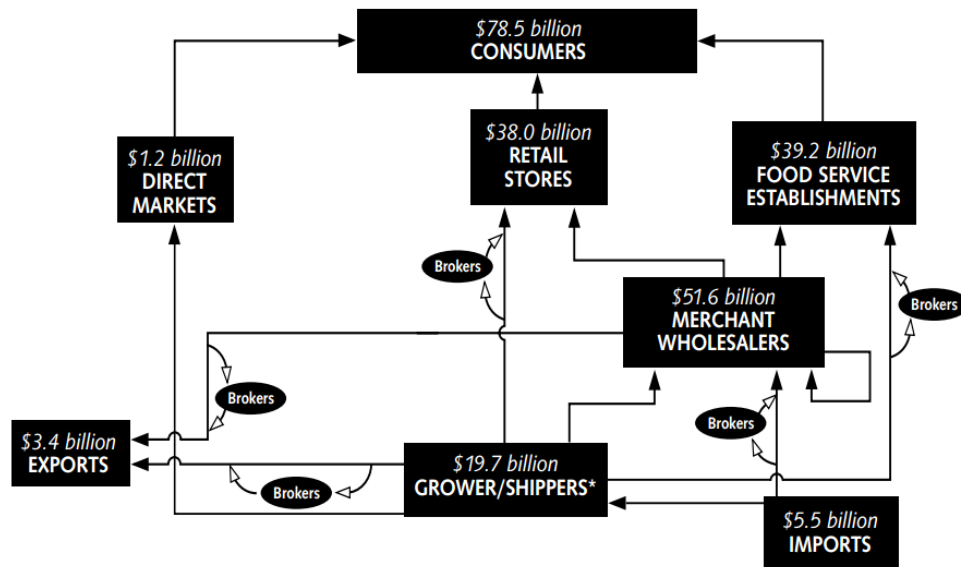 $78.5 billion
CONSUMERS
$38.0 billion
RETAIL
STORES
$1.2 billion
DIRECT
MARKETS
$39.2 billion
FOOD SERVICE
ESTABLISHMENTS
Brokers
$51.6 billion
MERCHANT
WHOLESALERS
Brokers
Brokers
Brokers
$3.4 billion
EXPORTS
$19.7 billion
GROWER/SHIPPERS*
Brokers
$5.5 billion
IMPORTS